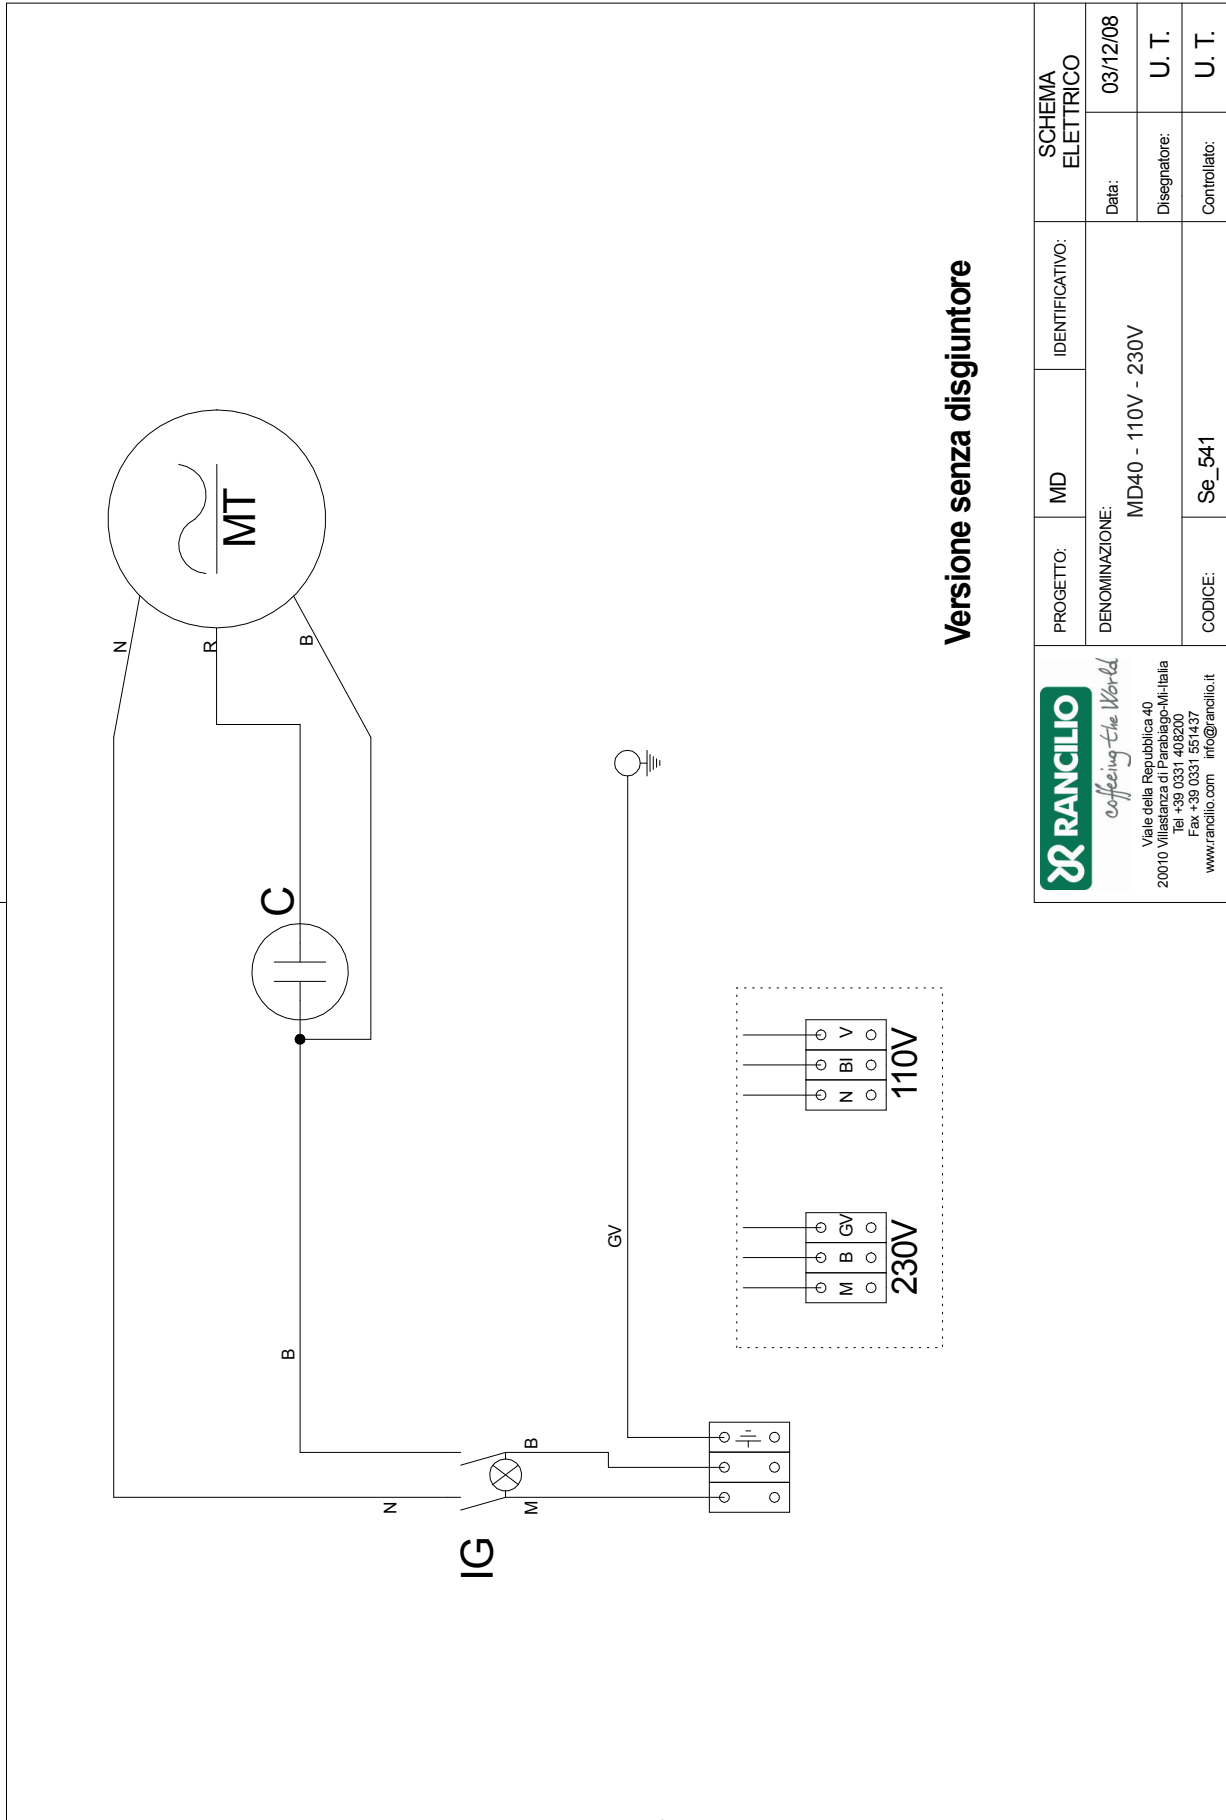 N
R
B
MT
C
B
N
IG
B
M
GV
M B GV
230V
N BI V
110V
Versione senza disgiuntore
RANCILIO
coffeeing the World
Viale della Repubblica 40
20010 Villastanza di Parabiago-MI-Italia
Tel +39 0331 408200
Fax +39 0331 551437
www.rancilio.com info@rancilio.it
PROGETTO: MD IDENTIFICATIVO:
SCHEMA
ELETTRICO
DENOMINAZIONE:
MD40 - 110V - 230V
Data: 03/12/08
Disegnatore: U. T.
CODICE: Se_541
Controllato: U. T.